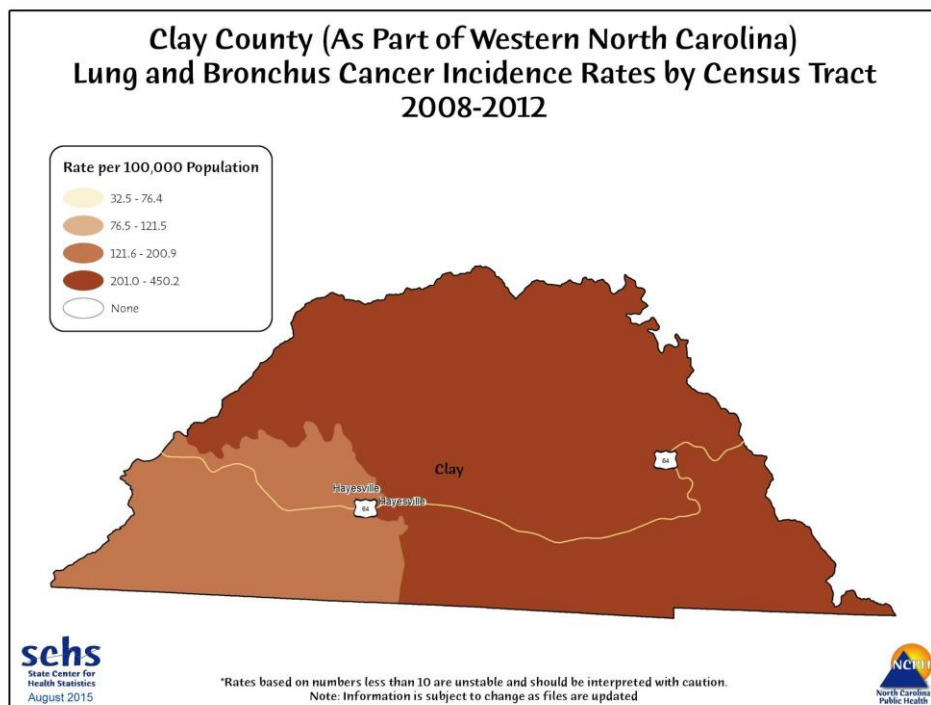 Clay County (As Part of Western North Carolina)
Lung and Bronchus Cancer Incidence Rates by Census Tract
2008-2012
Rate per 100,000 Population
32.5 - 76.4
76.5 - 121.5
121.6 - 200.9
201.0 - 450.2
None
Clay
64
Hayesville
Hayesville
64
schs
State Center for
Health Statistics
August 2015
*Rates based on numbers less than 10 are unstable and should be interpreted with caution.
Note: Information is subject to change as files are updated
NCPH
North Carolina
Public Health